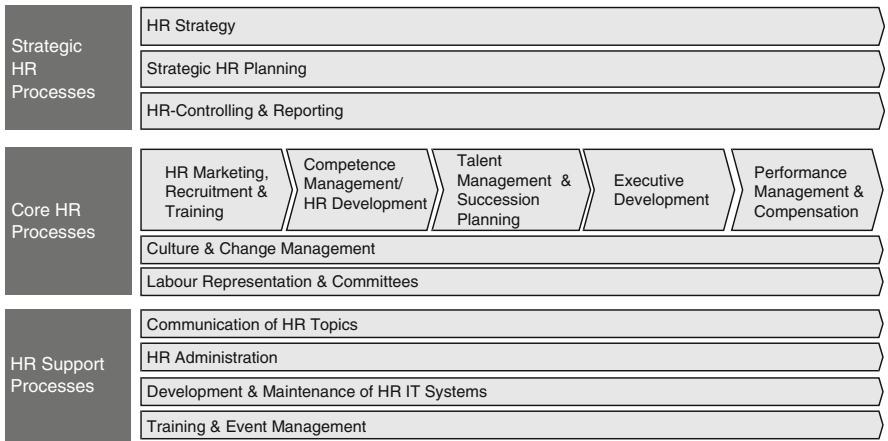 Strategic
HR
Processes
HR Strategy
Strategic HR Planning
HR-Controlling & Reporting
Core HR
Processes
HR Marketing,
Recruitment &
Training
Competence
Management/
HR Development
Talent
Management &
Succession
Planning
Executive
Development
Performance
Management &
Compensation
Culture & Change Management
Labour Representation & Committees
HR Support
Processes
Communication of HR Topics
HR Administration
Development & Maintenance of HR IT Systems
Training & Event Management